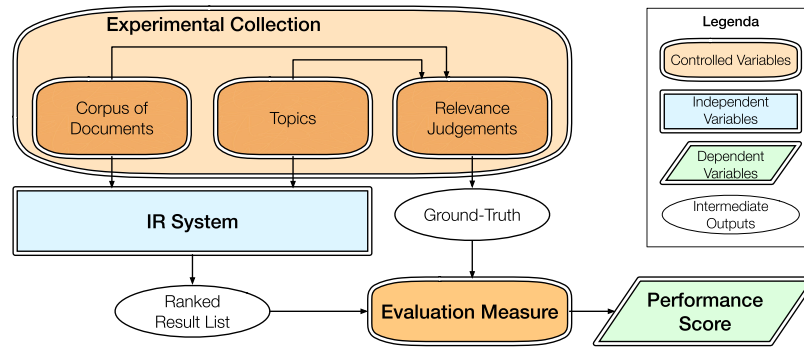 Experimental Collection
Corpus of
Documents
Topics
Relevance
Judgements
IR System
Ground-Truth
Ranked
Result List
Evaluation Measure
Performance
Score
Legenda
Controlled Variables
Independent
Variables
Dependent
Variables
Intermediate
Outputs